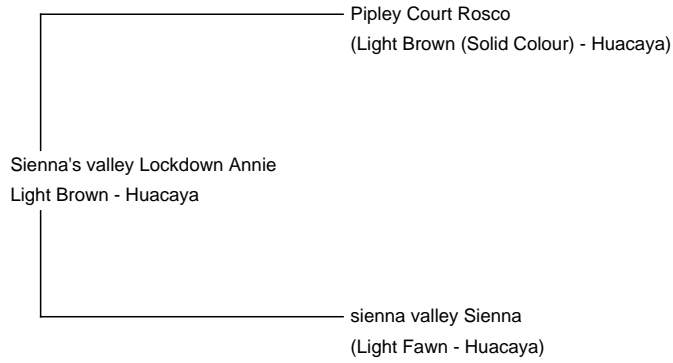 Pipley Court Rosco
(Light Brown (Solid Colour) - Huacaya)
Sienna's valley Lockdown Annie
Light Brown - Huacaya
sienna valley Sienna
(Light Fawn - Huacaya)